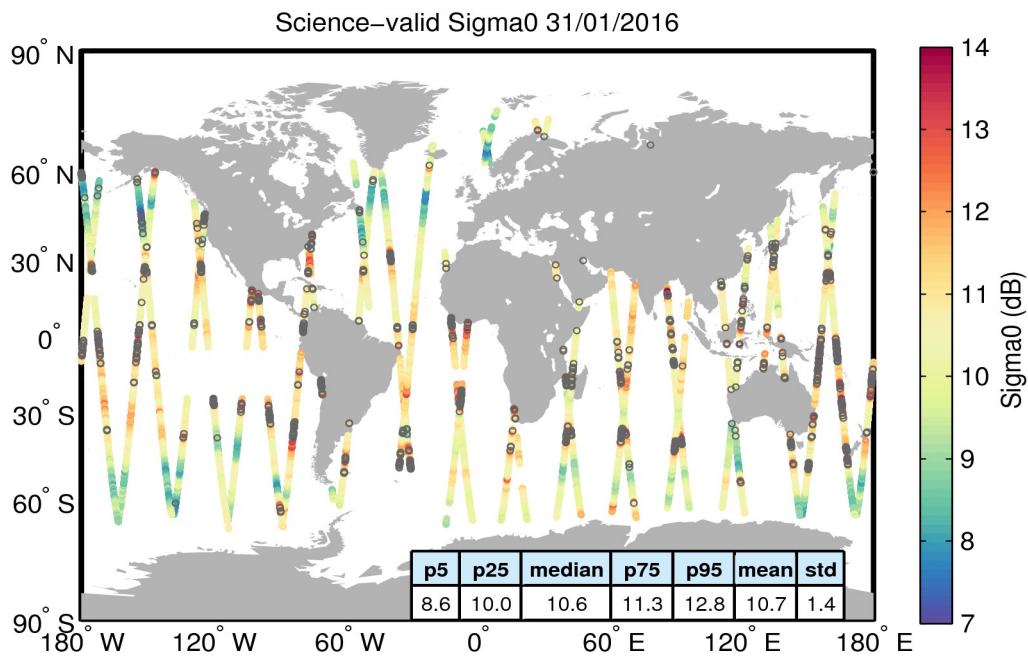 Science−valid Sigma0 31/01/2016
90° N
60° N
30° N
0°
30° S
60° S
90° S
180° W
120° W
60° W
0°
60° E
120° E
180° E
14
13
12
11
10
9
8
7
Sigma0 (dB)
p5 p25 median p75 p95 mean std
8.6 10.0 10.6 11.3 12.8 10.7 1.4